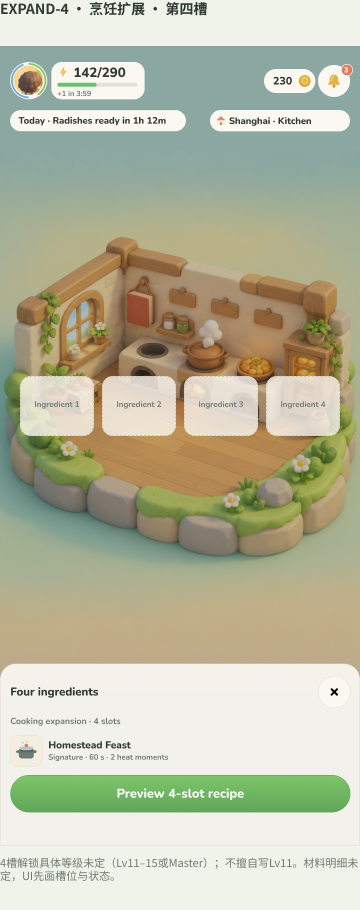 EXPAND-4 • 烹饪扩展 • 第四槽
142/290
+1 in 3:59
230
3
Today · Radishes ready in 1h 12m
Shanghai · Kitchen
Ingredient 1
Ingredient 2
Ingredient 3
Ingredient 4
Four ingredients
Cooking expansion · 4 slots
Homestead Feast
Signature · 60 s · 2 heat moments
Preview 4-slot recipe
4槽解锁具体等级未定（Lv11–15或Master）；不擅自写Lv11。材料明细未
定，UI先画槽位与状态。